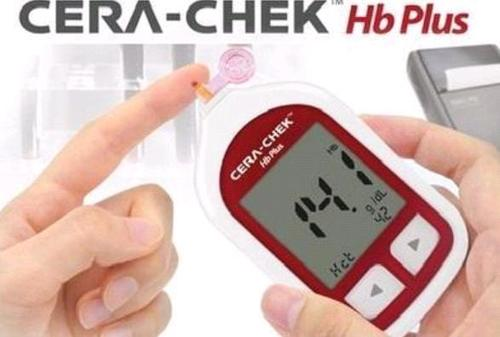 CERA-CHEK™ Hb Plus
CERA-CHEK™
Hb Plus
Hb
14.1
g/dL
Hct 42